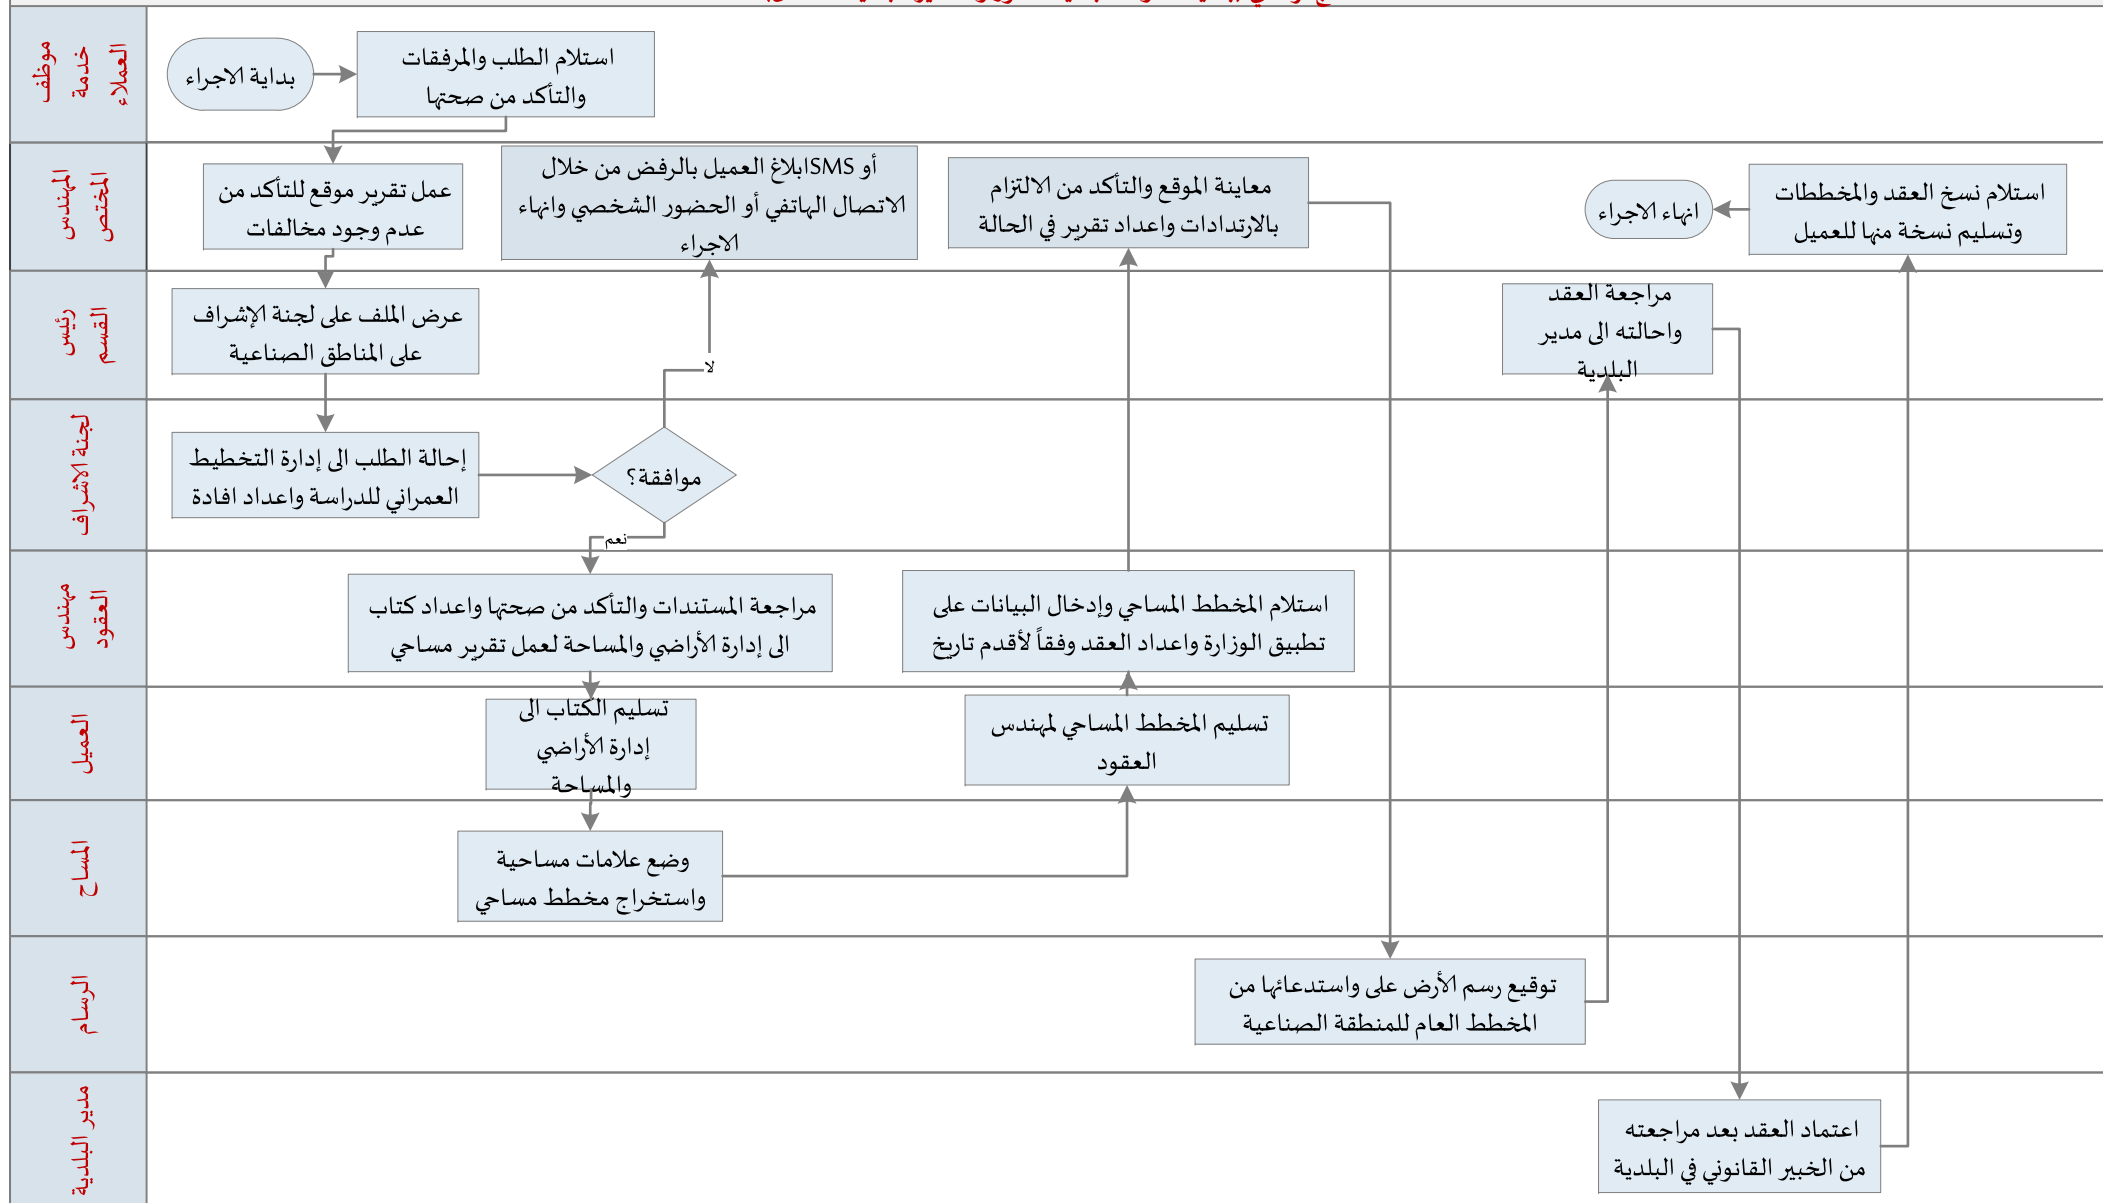 موظف
خدمة
العملاء
بداية الاجراء
استلام الطلب والمرفقات
والتأكد من صحتها
المهندس
المختص
عمل تقرير موقع للتأكد من
عدم وجود مخالفات
أو SMSابلاغ العميل بالرفض من خلال
الاتصال الهاتفي أو الحضور الشخصي وانهاء
الاجراء
معاينة الموقع والتأكد من الالتزام
بالارتدادات واعداد تقرير في الحالة
انهاء الاجراء
استلام نسخ العقد والمخططات
وتسليم نسخة منها للعميل
رئيس
القسم
عرض الملف على لجنة الإشراف
على المناطق الصناعية
لا
مراجعة العقد
واحالته الى مدير
البلدية
لجنة الاشراف
إحالة الطلب الى إدارة التخطيط
العمراني للدراسة واعداد افادة
موافقة؟
نعم
مهندس
العقود
مراجعة المستندات والتأكد من صحتها واعداد كتاب
الى إدارة الأراضي والمساحة لعمل تقرير مساحي
استلام المخطط المساحي وإدخال البيانات على
تطبيق الوزارة واعداد العقد وفقاً لأقدم تاريخ
العميل
تسليم الكتاب الى
إدارة الأراضي
والمساحة
تسليم المخطط المساحي لمهندس
العقود
المساح
وضع علامات مساحية
واستخراج مخطط مساحي
الرسام
توقيع رسم الأرض على واستدعائها من
المخطط العام للمنطقة الصناعية
مدير البلدية
اعتماد العقد بعد مراجعته
من الخبير القانوني في البلدية